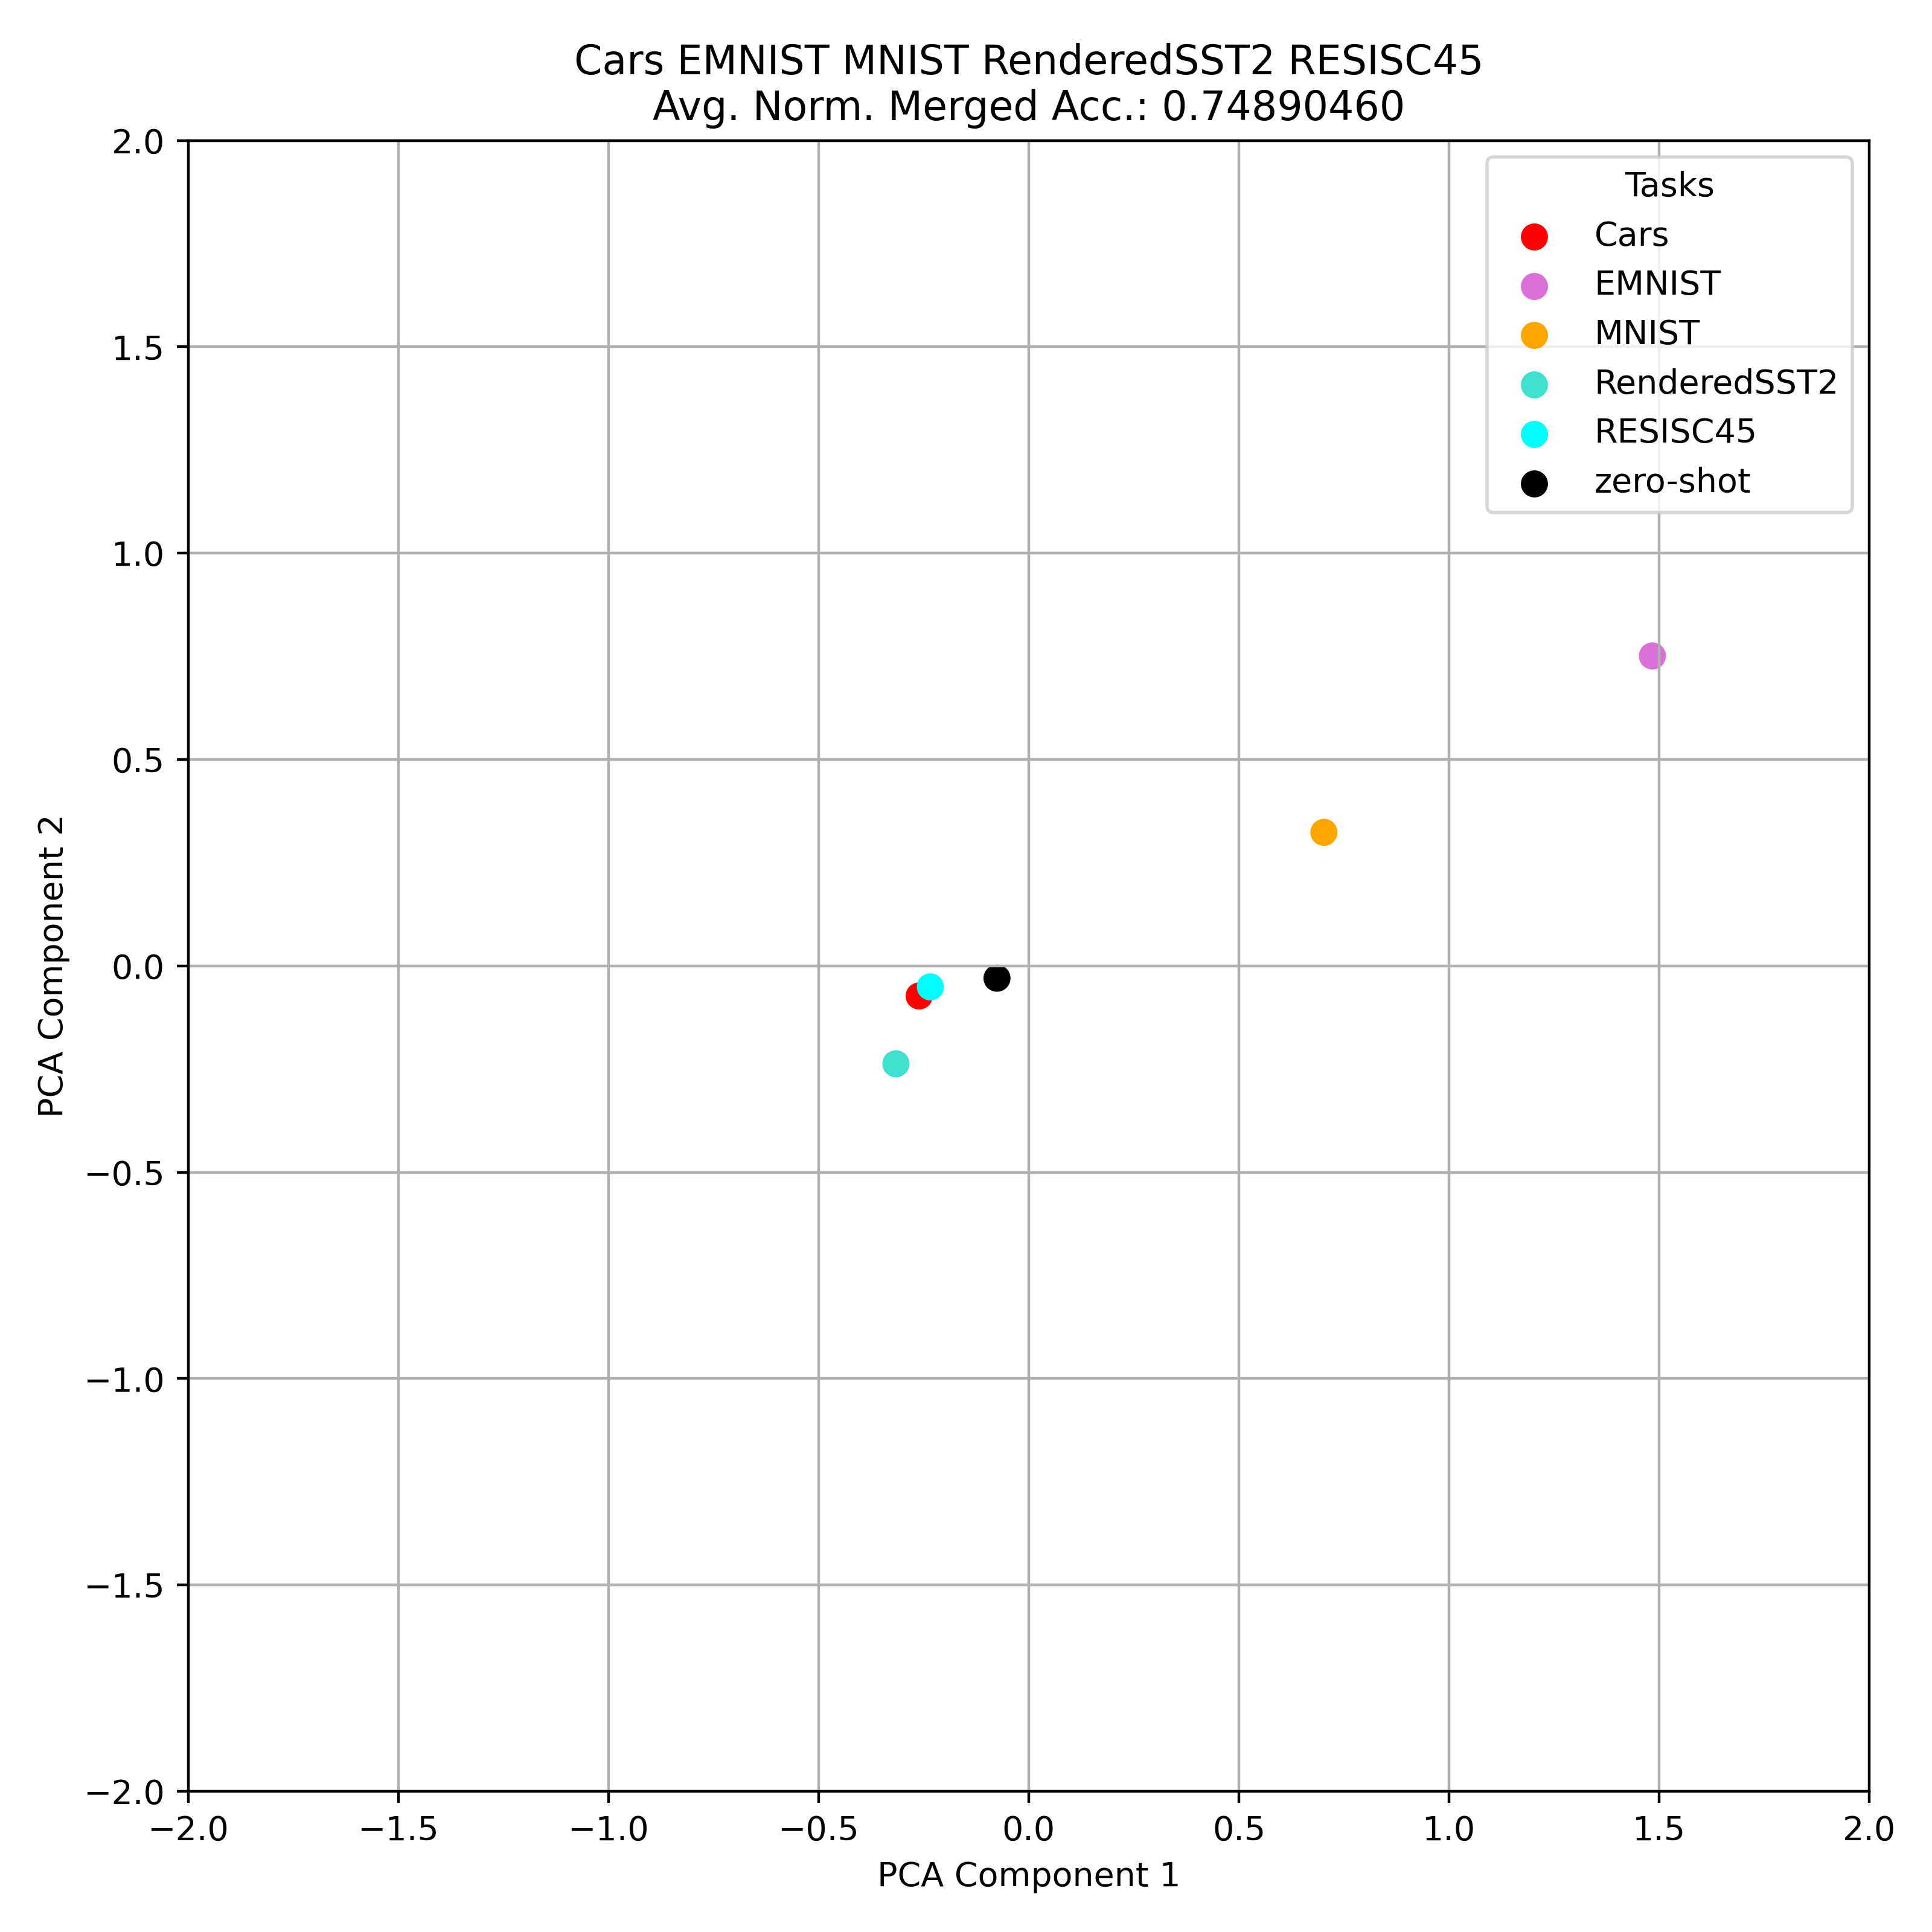 Cars EMNIST MNIST RenderedSST2 RESISC45
Avg. Norm. Merged Acc.: 0.74890460
Tasks
Cars
EMNIST
MNIST
RenderedSST2
RESISC45
zero-shot
2.0
1.5
1.0
0.5
0.0
−0.5
−1.0
−1.5
−2.0
PCA Component 2
−2.0 −1.5 −1.0 −0.5 0.0 0.5 1.0 1.5 2.0
PCA Component 1